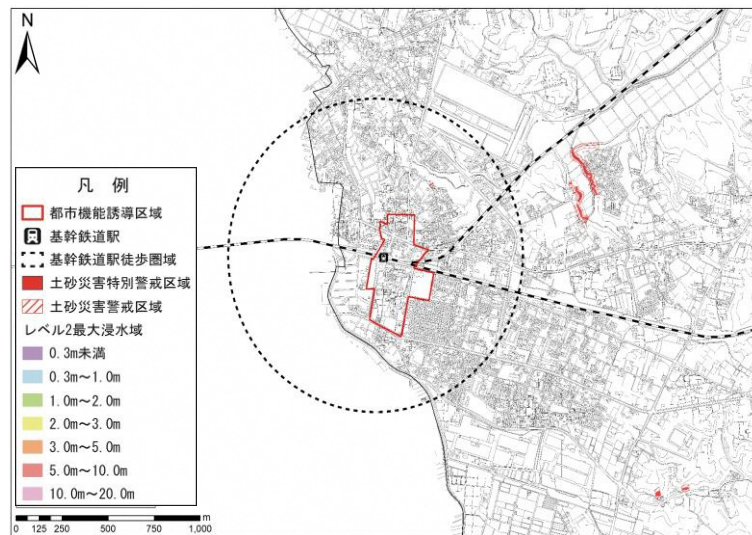 N
凡 例
都市機能誘導区域
基幹鉄道駅
基幹鉄道駅徒歩圏域
土砂災害特別警戒区域
土砂災害警戒区域
レベル2最大浸水域
0.3m未満
0.3m～1.0m
1.0m～2.0m
2.0m～3.0m
3.0m～5.0m
5.0m～10.0m
10.0m～20.0m
0 125 250 500 750 1,000 m